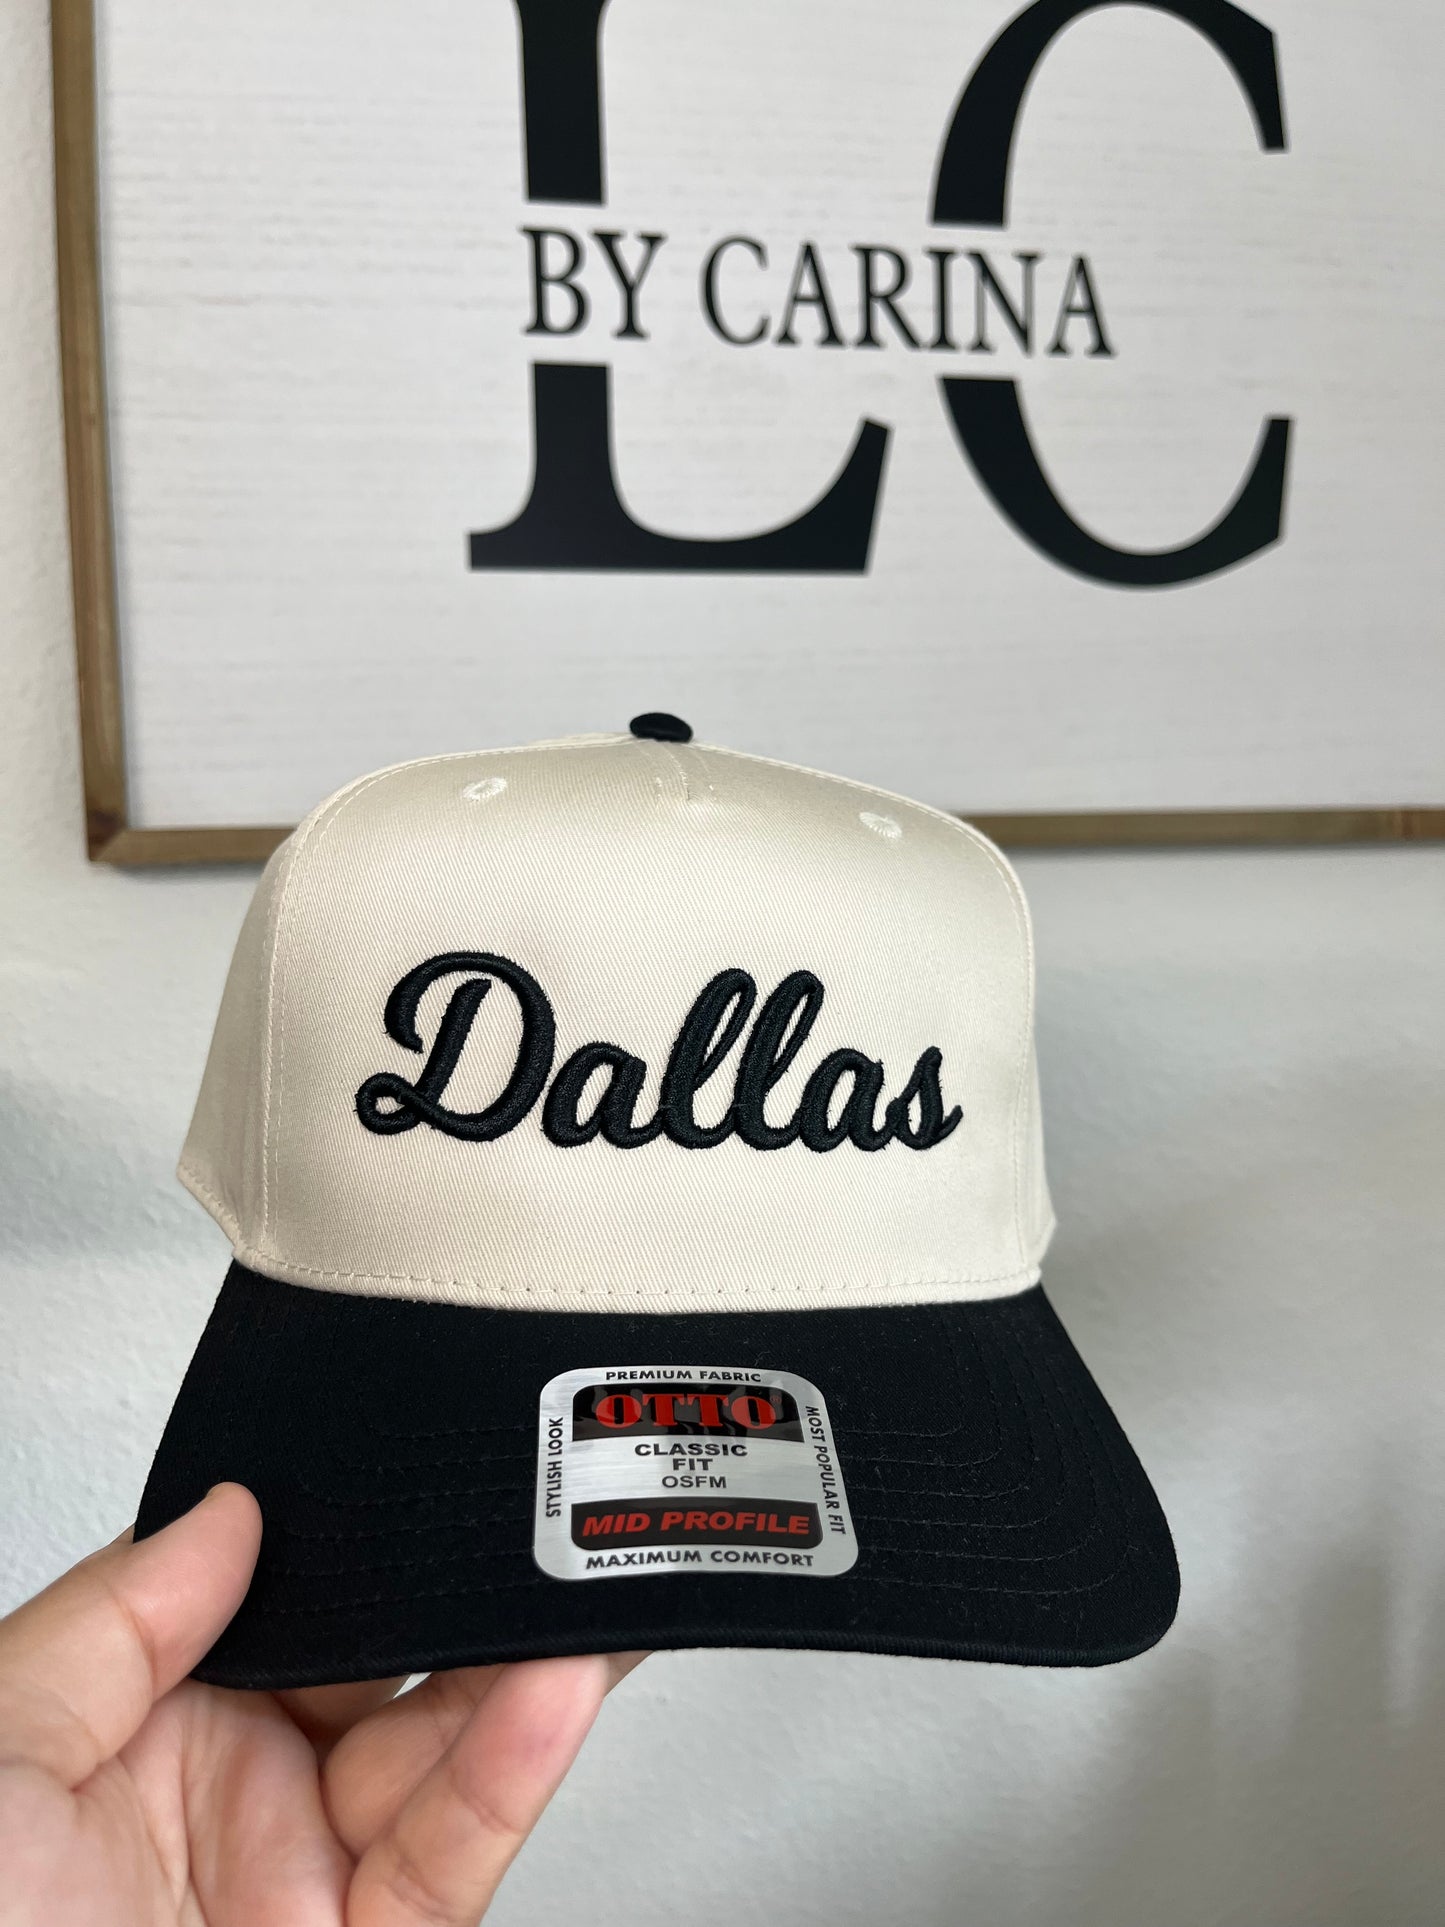 LC
BY CARINA
Dallas
PREMIUM FABRIC
OTTO®
STYLISH LOOK
CLASSIC
FIT
OSFM
MOST POPULAR FIT
MID PROFILE
MAXIMUM COMFORT